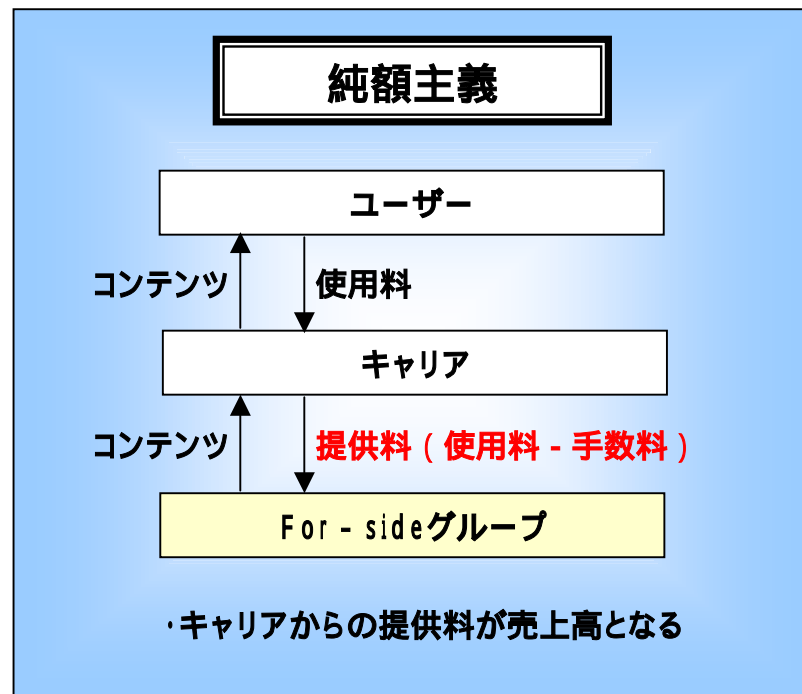 純額主義
ユーザー
コンテンツ 使用料
キャリア
コンテンツ 提供料(使用料-手数料)
For-sideグループ
・キャリアからの提供料が売上高となる